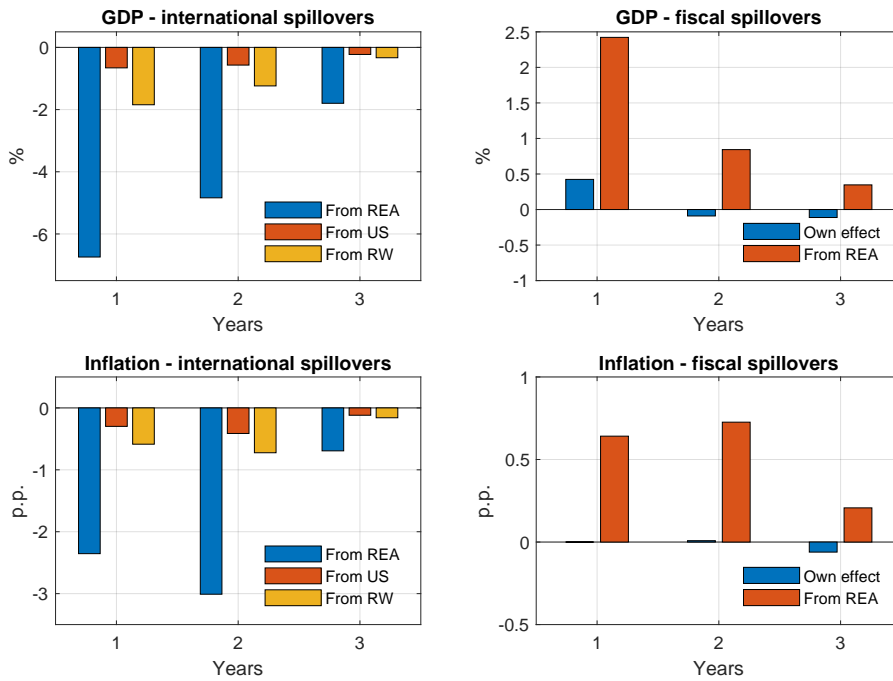 GDP - international spillovers
0
-2
-4
-6
%
From REA
From US
From RW
1 2 3
Years
GDP - fiscal spillovers
2.5
2
1.5
1
0.5
0
-0.5
-1
%
Own effect
From REA
1 2 3
Years
Inflation - international spillovers
0
-1
-2
-3
p.p.
From REA
From US
From RW
1 2 3
Years
Inflation - fiscal spillovers
1
0.5
0
-0.5
p.p.
Own effect
From REA
1 2 3
Years